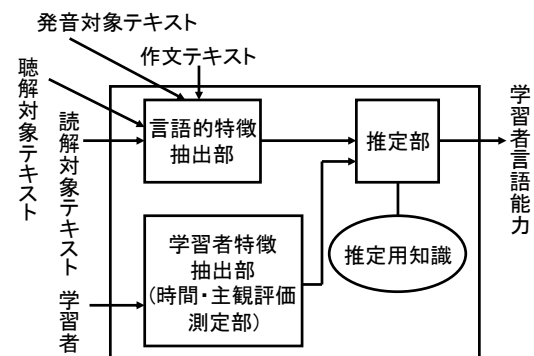 発音対象テキスト
作文テキスト
聴解対象テキスト
読解対象テキスト
学習者
言語的特徴
抽出部
推定部
学習者言語能力
学習者特徴
抽出部
(時間・主観評価
測定部)
推定用知識